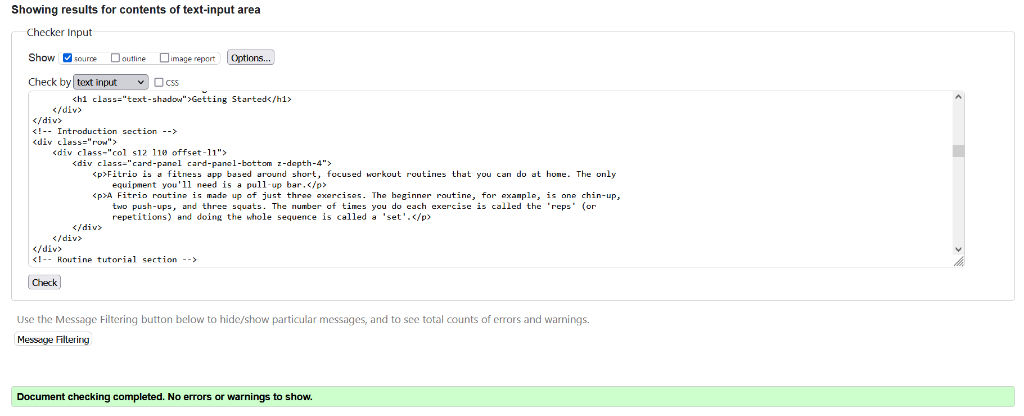 Showing results for contents of text-input area
Checker Input
Show source outline image report Options...
Check by text input css
<h1 class="text-shadow">Getting Started</h1>
</div>
</div>
<!-- Introduction section -->
<div class="row">
<div class="col s12 l10 offset-l1">
<div class="card-panel card-panel-bottom z-depth-4">
<p>Fitrio is a fitness app based around short, focused workout routines that you can do at home. The only
equipment you'll need is a pull-up bar.</p>
<p>A Fitrio routine is made up of just three exercises. The beginner routine, for example, is one chin-up,
two push-ups, and three squats. The number of times you do each exercise is called the 'reps' (or
repetitions) and doing the whole sequence is called a 'set'.</p>
</div>
</div>
</div>
<!-- Routine tutorial section -->
Check
Use the Message Filtering button below to hide/show particular messages, and to see total counts of errors and warnings.
Message Filtering
Document checking completed. No errors or warnings to show.